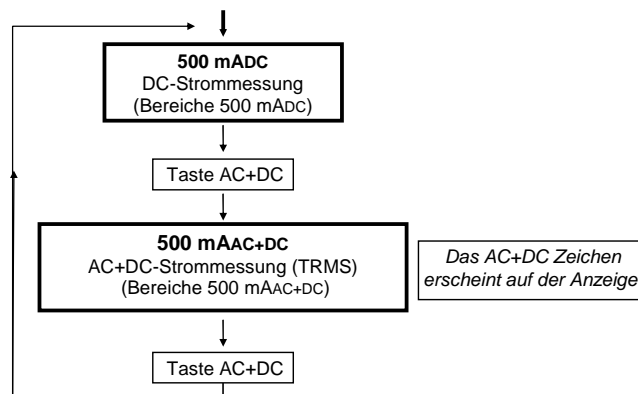 500 mADC
DC-Strommessung
(Bereiche 500 mADC)
Taste AC+DC
500 mAAC+DC
AC+DC-Strommessung (TRMS)
(Bereiche 500 mAAC+DC)
Das AC+DC Zeichen
erscheint auf der Anzeige
Taste AC+DC